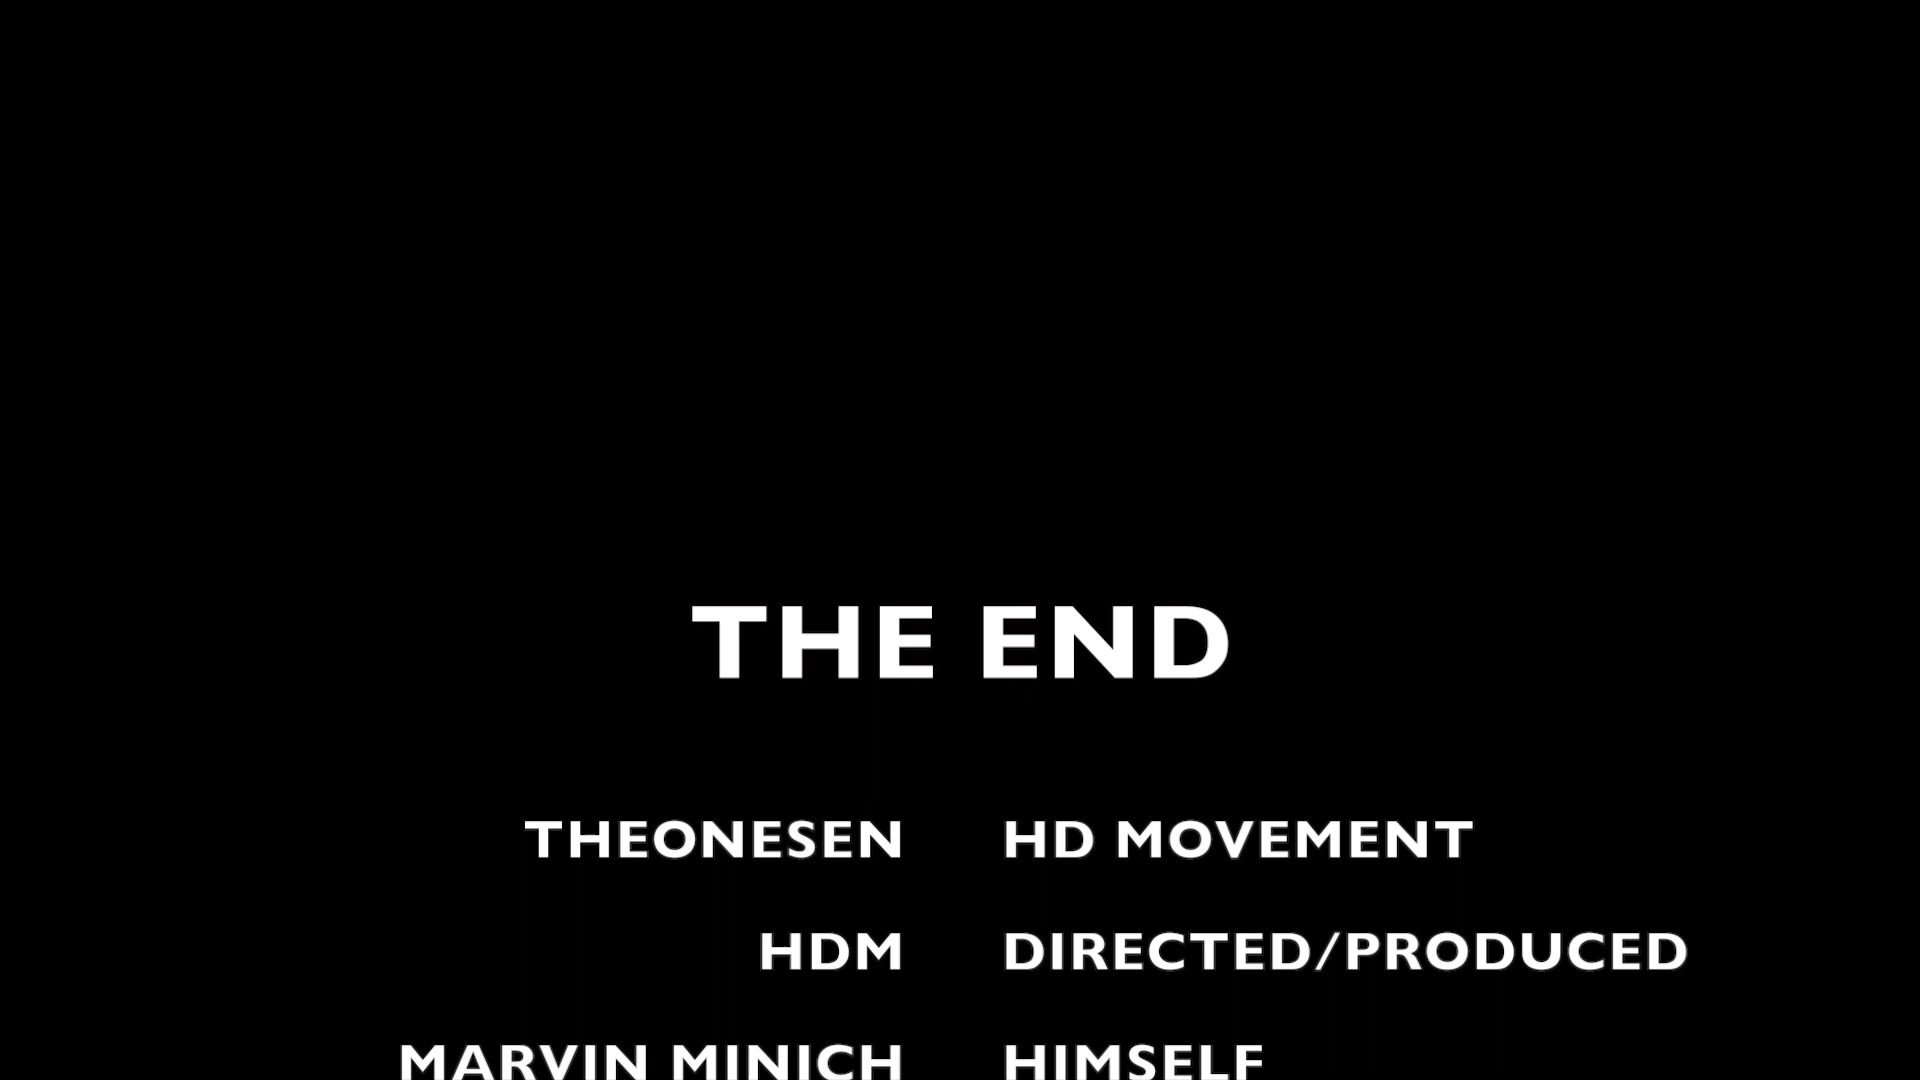 THE END
THEONESEN HD MOVEMENT
HDM DIRECTED/PRODUCED
MARVIN MINICH HIMSELF